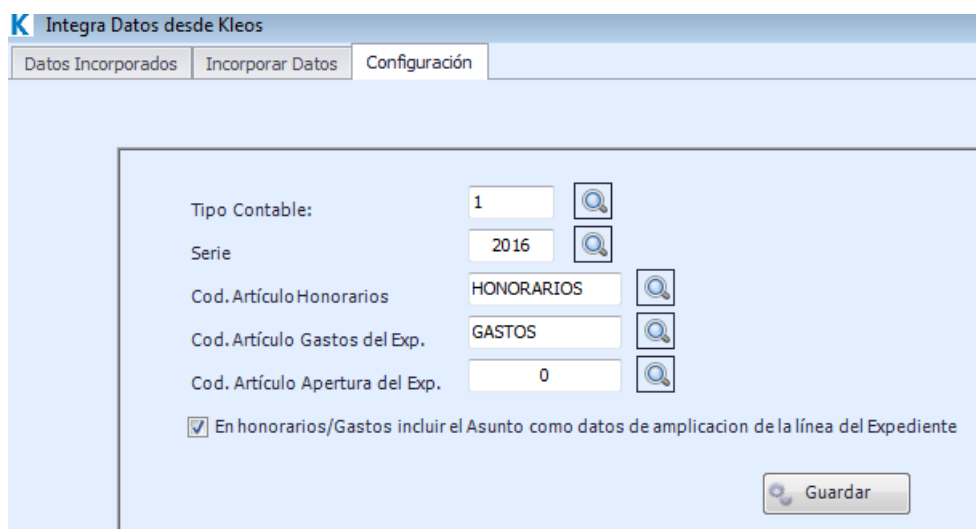 K Integra Datos desde Kleos
Datos Incorporados Incorporar Datos Configuración
Tipo Contable: 1
Serie 2016
Cod. Artículo Honorarios HONORARIOS
Cod. Artículo Gastos del Exp. GASTOS
Cod. Artículo Apertura del Exp. 0
En honorarios/Gastos incluir el Asunto como datos de amplicacion de la línea del Expediente
Guardar